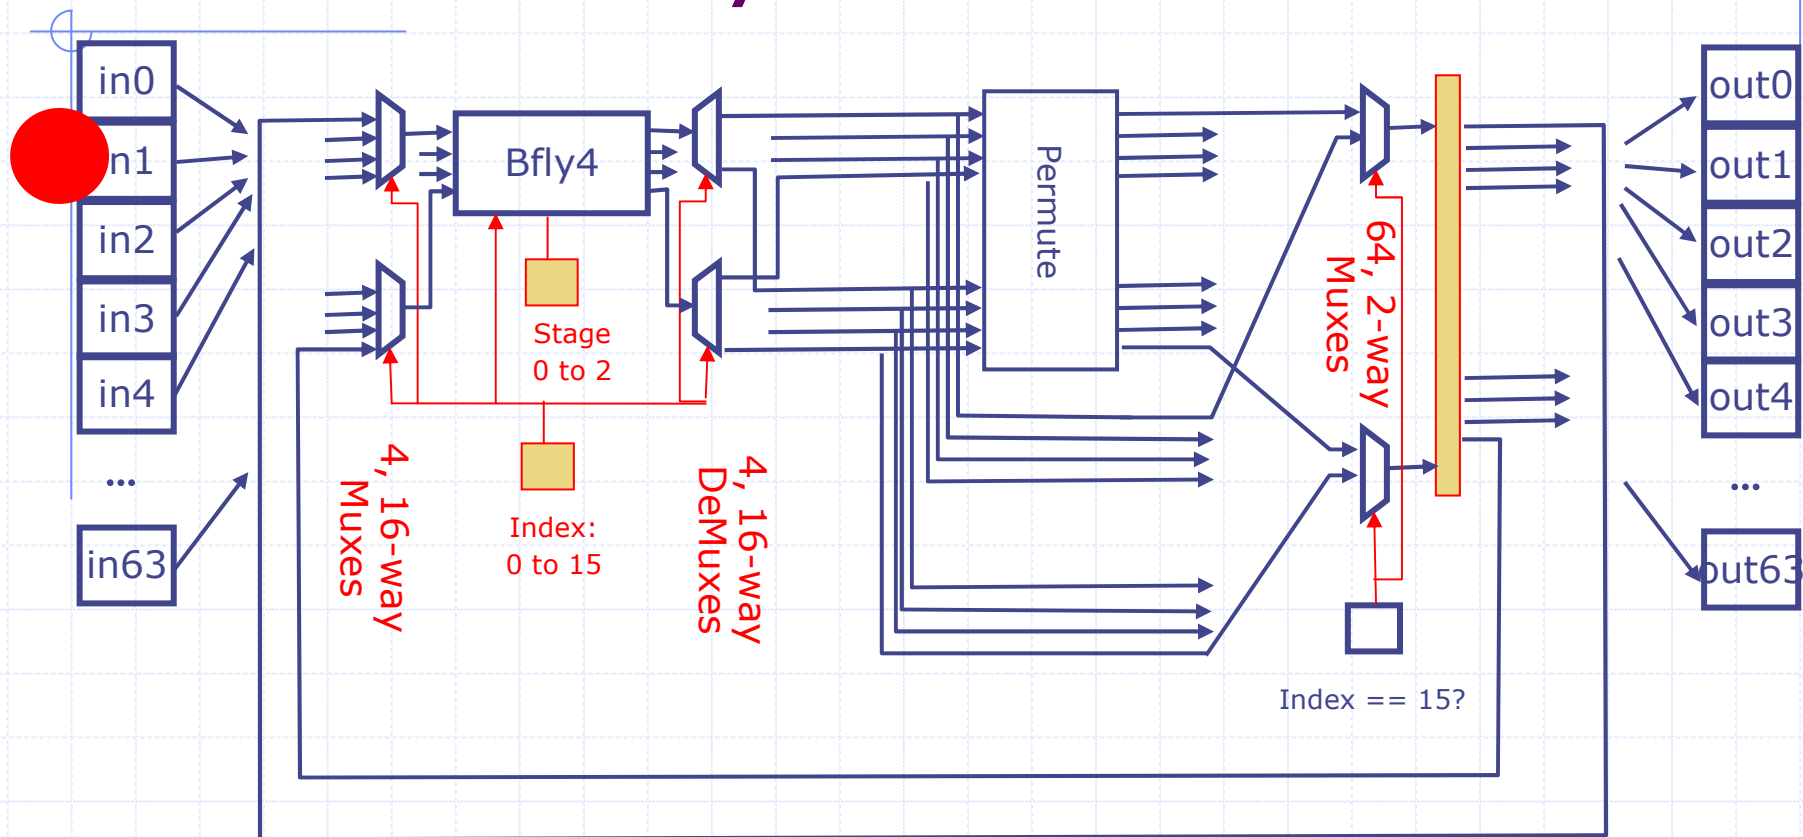 in0
n1
in2
in3
in4
...
in63
Bfly4
Stage
0 to 2
Index:
0 to 15
4, 16-way
Muxes
4, 16-way
DeMuxes
Permute
64, 2-way
Muxes
Index == 15?
out0
out1
out2
out3
out4
...
out63